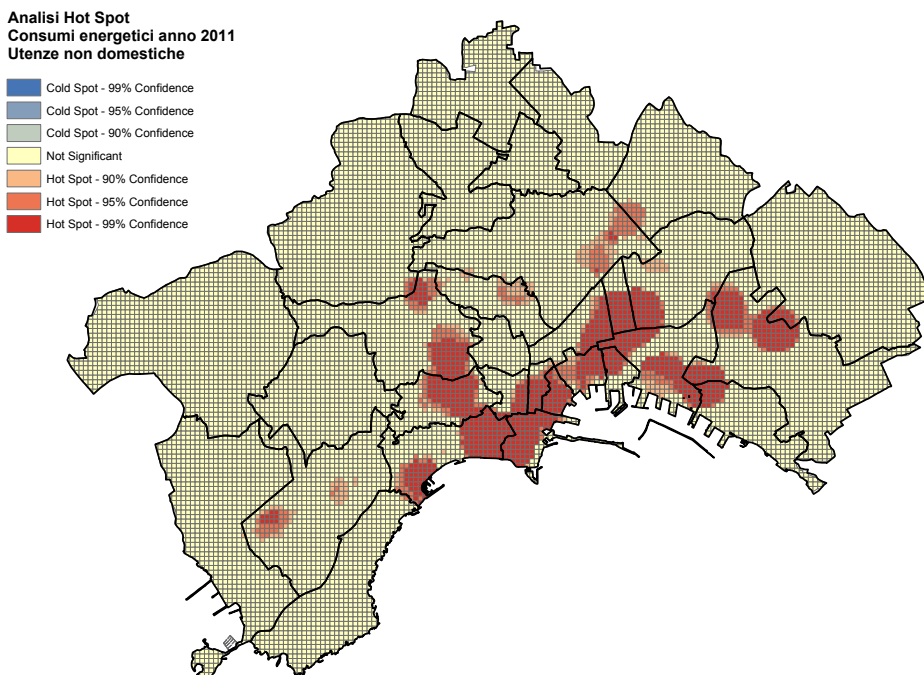 Analisi Hot Spot
Consumi energetici anno 2011
Utenze non domestiche
Cold Spot - 99% Confidence
Cold Spot - 95% Confidence
Cold Spot - 90% Confidence
Not Significant
Hot Spot - 90% Confidence
Hot Spot - 95% Confidence
Hot Spot - 99% Confidence